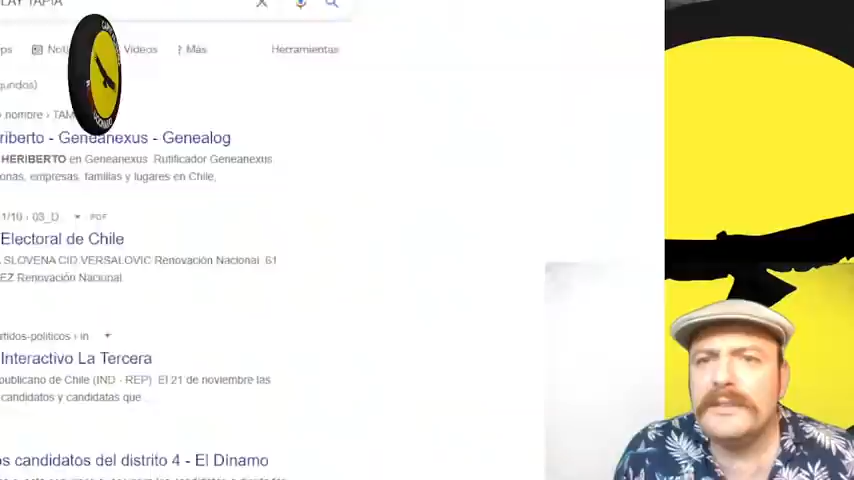 LAY TAPIA
ps Noti Videos Más Herramientas
gundos)
› nombre › TAM
riberto - Geneanexus - Genealog
HERIBERTO en Geneanexus. Rutificador Geneanexus.
onas, empresas, familias y lugares en Chile,
1/10 › 03_D... PDF
Electoral de Chile
SLOVENA CID VERSALOVIC Renovación Nacional. 61
EZ Renovación Nacional
rtidos-politicos › in
Interactivo La Tercera
publicano de Chile (IND - REP) El 21 de noviembre las
candidatos y candidatas que ...
os candidatos del distrito 4 - El Dinamo